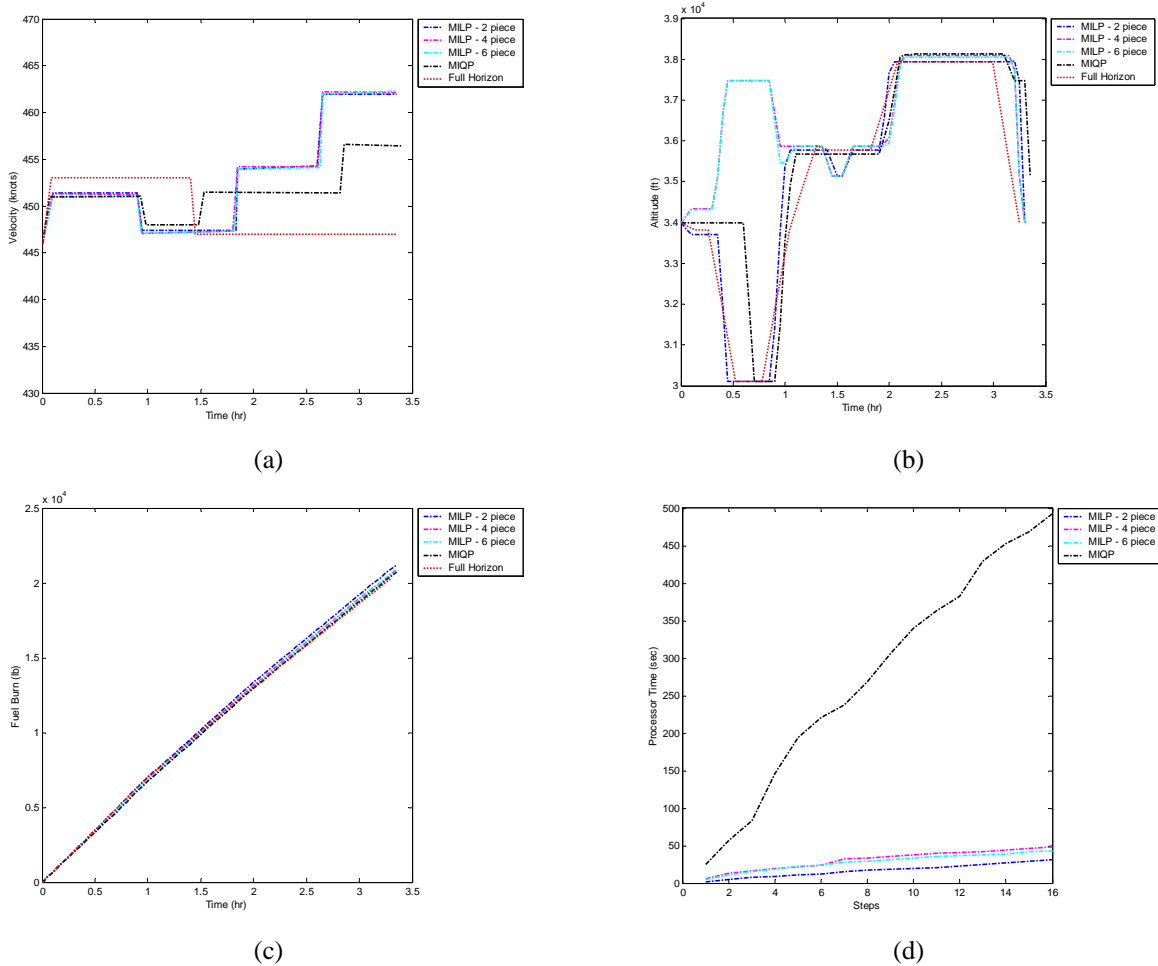 470
465
460
455
450
445
440
435
430
Velocity (knots)
0 0.5 1 1.5 2 2.5 3 3.5
Time (hr)
MILP - 2 piece
MILP - 4 piece
MILP - 6 piece
MIQP
Full Horizon
(a)
x 10^4
3.9
3.8
3.7
3.6
3.5
3.4
3.3
3.2
3.1
3
Altitude (ft)
0 0.5 1 1.5 2 2.5 3 3.5
Time (hr)
MILP - 2 piece
MILP - 4 piece
MILP - 6 piece
MIQP
Full Horizon
(b)
x 10^4
2.5
2
1.5
1
0.5
0
Fuel Burn (lb)
0 0.5 1 1.5 2 2.5 3 3.5
Time (hr)
MILP - 2 piece
MILP - 4 piece
MILP - 6 piece
MIQP
Full Horizon
(c)
500
450
400
350
300
250
200
150
100
50
0
Processor Time (sec)
0 2 4 6 8 10 12 14 16
Steps
MILP - 2 piece
MILP - 4 piece
MILP - 6 piece
MIQP
(d)